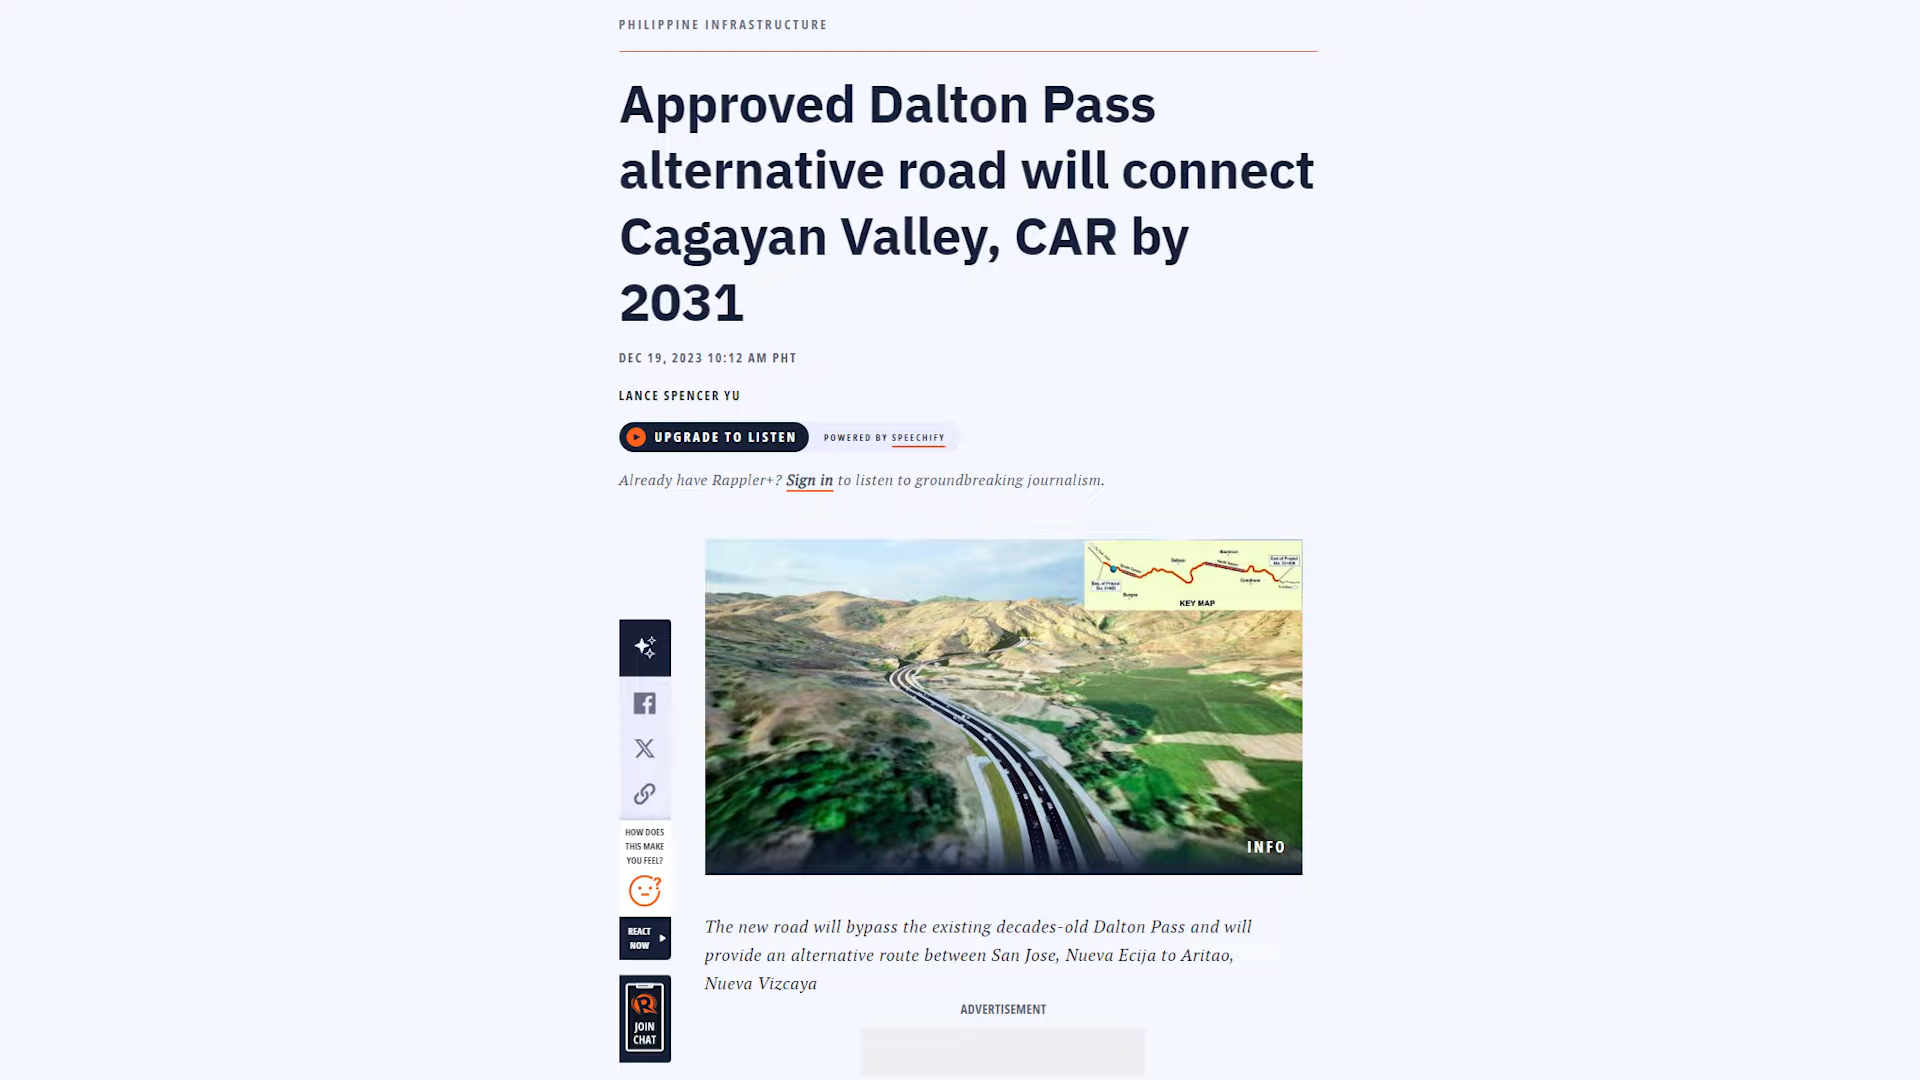 PHILIPPINE INFRASTRUCTURE
Approved Dalton Pass
alternative road will connect
Cagayan Valley, CAR by
2031
DEC 19, 2023 10:12 AM PHT
LANCE SPENCER YU
UPGRADE TO LISTEN
POWERED BY SPEECHIFY
Already have Rappler+? Sign in to listen to groundbreaking journalism.
KEY MAP
INFO
HOW DOES
THIS MAKE
YOU FEEL?
REACT
NOW
JOIN
CHAT
The new road will bypass the existing decades-old Dalton Pass and will
provide an alternative route between San Jose, Nueva Ecija to Aritao,
Nueva Vizcaya
ADVERTISEMENT